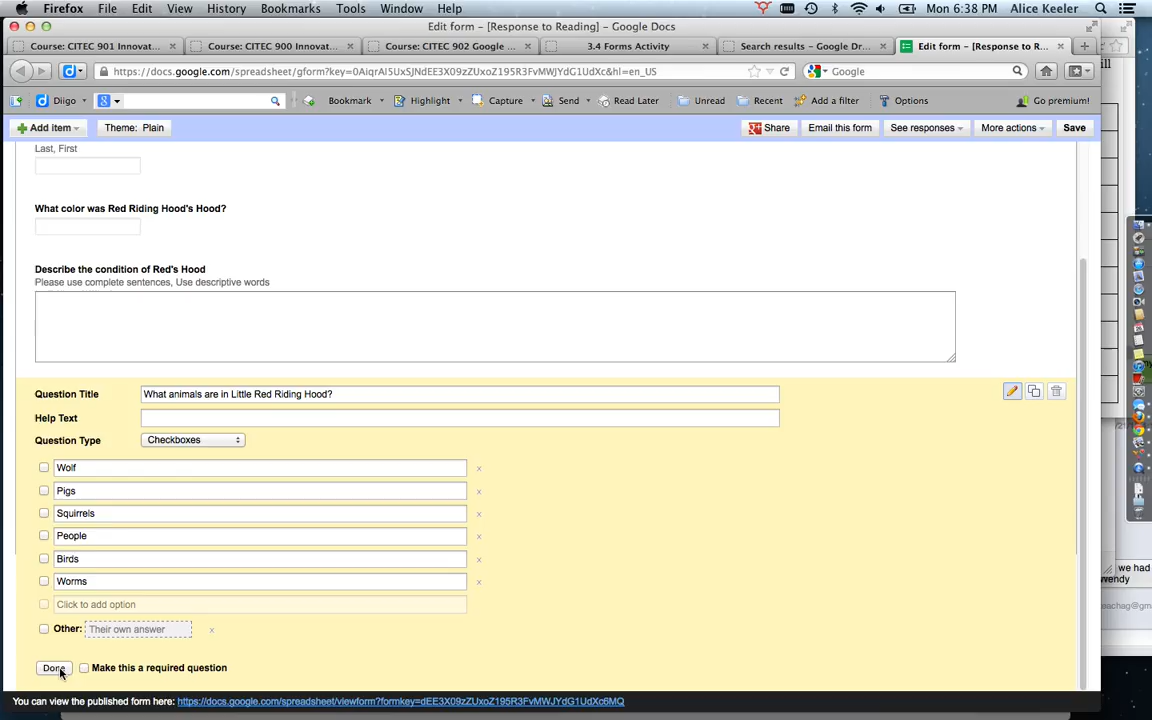 Firefox File Edit View History Bookmarks Tools Window Help Mon 6:38 PM Alice Keeler
Edit form – [Response to Reading] – Google Docs
Course: CITEC 901 Innovat... Course: CITEC 900 Innovat... Course: CITEC 902 Google ... 3.4 Forms Activity Search results – Google Dr... Edit form – [Response to R...
https://docs.google.com/spreadsheet/gform?key=0AiqrAI5UxSJNdEE3X09zZUxoZ195R3FvMWJYdG1UdXc&hl=en_US Google
Diigo Bookmark Highlight Capture Send Read Later Unread Recent Add a filter Options Go premium!
Add item Theme: Plain Share Email this form See responses More actions Save
Last, First
What color was Red Riding Hood's Hood?
Describe the condition of Red's Hood
Please use complete sentences, Use descriptive words
Question Title What animals are in Little Red Riding Hood?
Help Text
Question Type Checkboxes
Wolf x
Pigs x
Squirrels x
People x
Birds x
Worms x
Click to add option
Other: Their own answer x
Done Make this a required question
You can view the published form here: https://docs.google.com/spreadsheet/viewform?formkey=dEE3X09zZUxoZ195R3FvMWJYdG1UdXc6MQ
ill
we had
wendy
eachag@gm